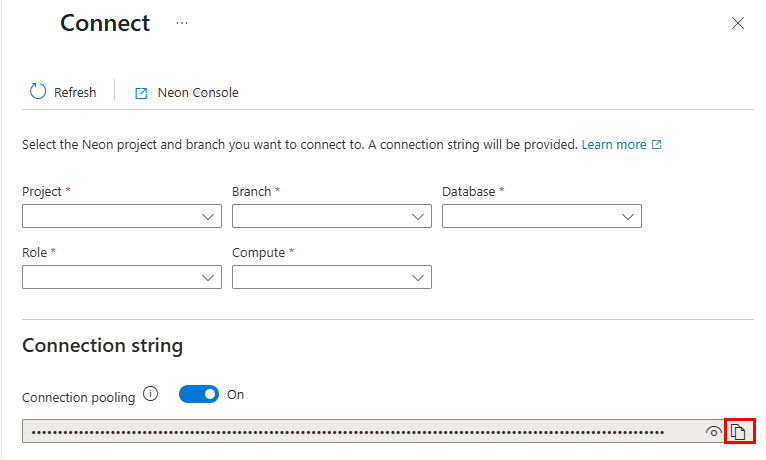 Connect ...
Refresh Neon Console
Select the Neon project and branch you want to connect to. A connection string will be provided. Learn more
Project * Branch * Database *
Role * Compute *
Connection string
Connection pooling On